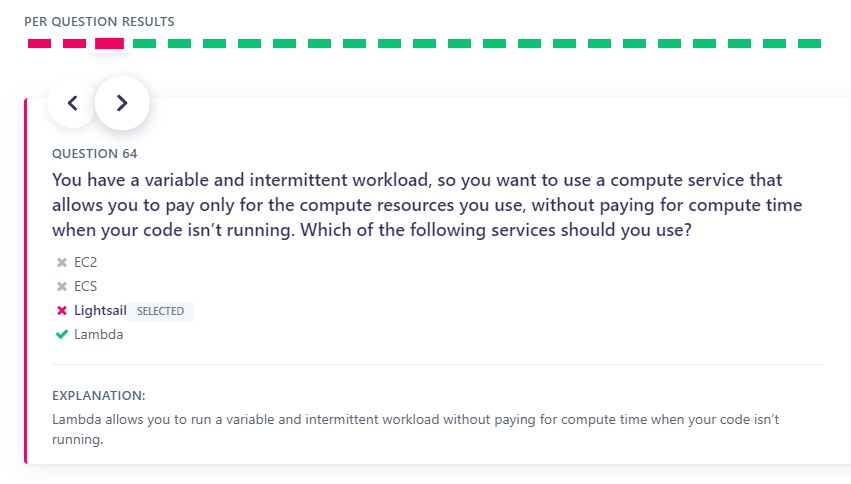 PER QUESTION RESULTS
QUESTION 64
You have a variable and intermittent workload, so you want to use a compute service that
allows you to pay only for the compute resources you use, without paying for compute time
when your code isn’t running. Which of the following services should you use?
EC2
ECS
Lightsail SELECTED
Lambda
EXPLANATION:
Lambda allows you to run a variable and intermittent workload without paying for compute time when your code isn’t
running.